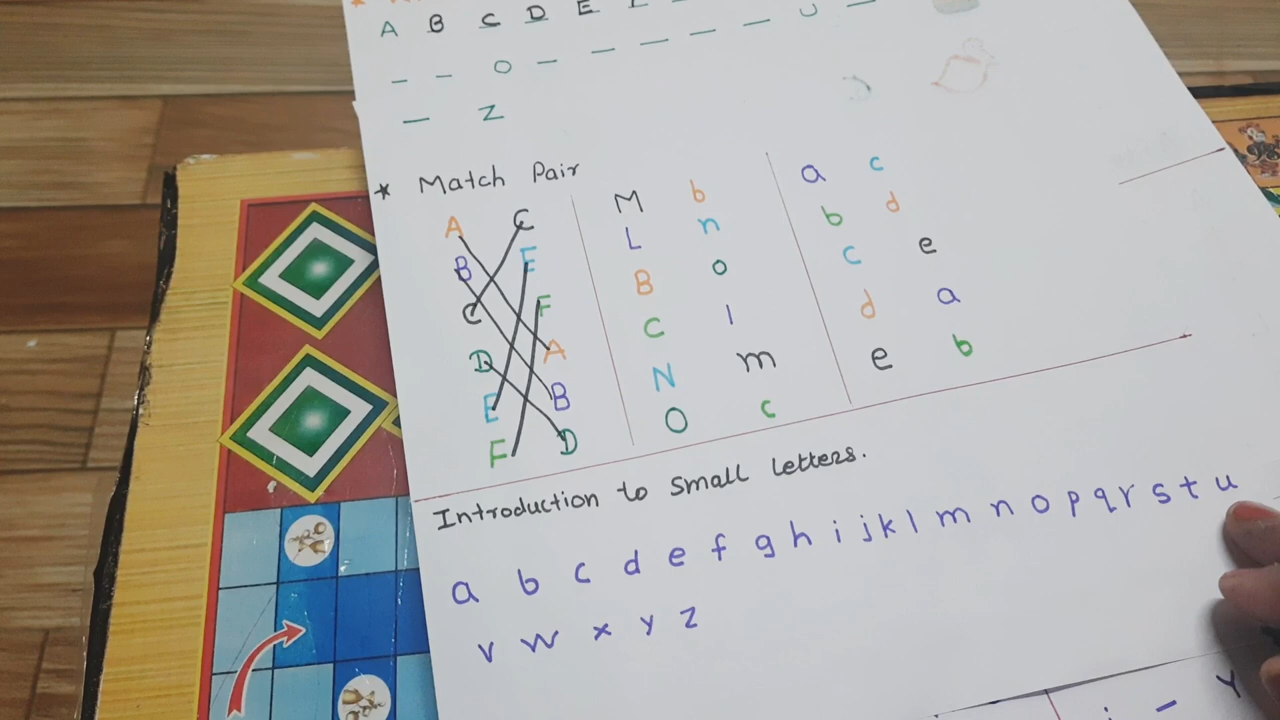 A B C D E
_ _ O _ _ _ _ _ U _
_ Z
* Match Pair
A C M b a c
B E L n b d
C F B o c e
D A C l d a
E B N m e b
F D O c
Introduction to Small letters.
a b c d e f g h i j k l m n o p q r s t u
v w x y z